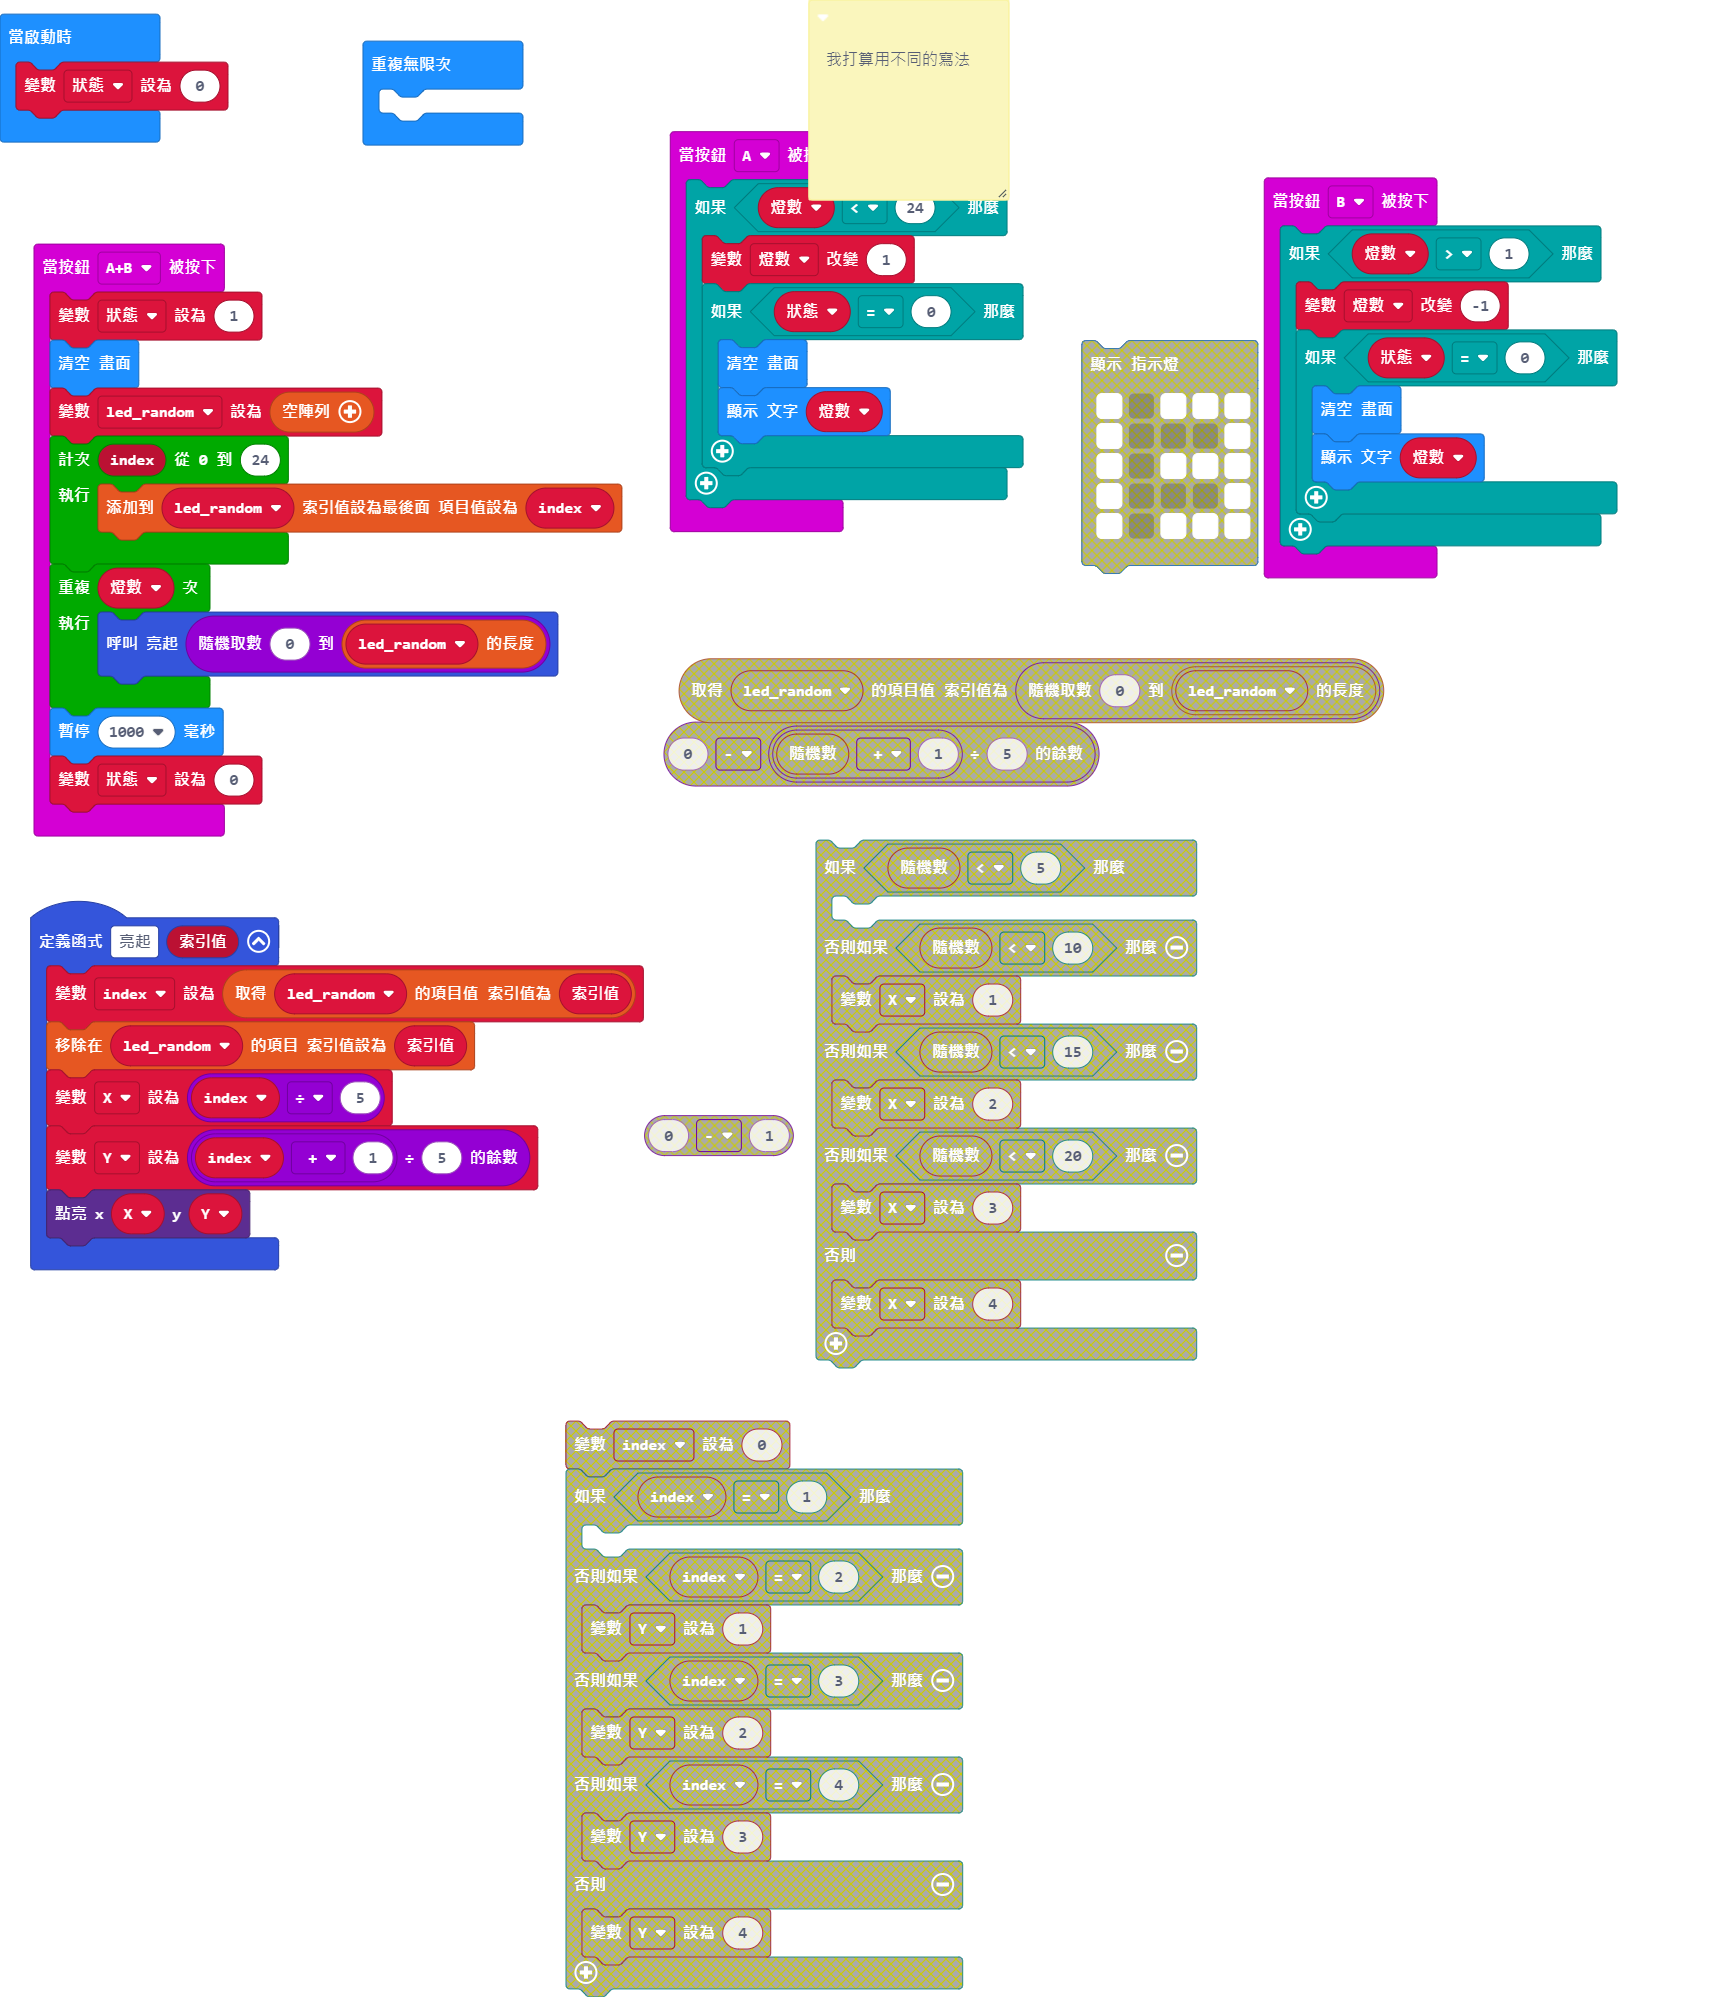 當啟動時
變數 狀態 設為 0
重複無限次
我打算用不同的寫法
當按鈕 A
如果 燈數 < 24 那麼
變數 燈數 改變 1
如果 狀態 = 0 那麼
清空 畫面
顯示 文字 燈數
當按鈕 B 被按下
如果 燈數 > 1 那麼
變數 燈數 改變 -1
如果 狀態 = 0 那麼
清空 畫面
顯示 文字 燈數
顯示 指示燈
當按鈕 A+B 被按下
變數 狀態 設為 1
清空 畫面
變數 led_random 設為 空陣列
計次 index 從 0 到 24
執行 添加到 led_random 索引值設為最後面 項目值設為 index
重複 燈數 次
執行 呼叫 亮起 隨機取數 0 到 led_random 的長度
暫停 1000 毫秒
變數 狀態 設為 0
取得 led_random 的項目值 索引值為 隨機取數 0 到 led_random 的長度
0 - 隨機數 + 1 ÷ 5 的餘數
定義函式 亮起 索引值
變數 index 設為 取得 led_random 的項目值 索引值為 索引值
移除在 led_random 的項目 索引值設為 索引值
變數 X 設為 index ÷ 5
變數 Y 設為 index + 1 ÷ 5 的餘數
點亮 x X y Y
0 - 1
如果 隨機數 < 5 那麼
否則如果 隨機數 < 10 那麼
變數 X 設為 1
否則如果 隨機數 < 15 那麼
變數 X 設為 2
否則如果 隨機數 < 20 那麼
變數 X 設為 3
否則
變數 X 設為 4
變數 index 設為 0
如果 index = 1 那麼
否則如果 index = 2 那麼
變數 Y 設為 1
否則如果 index = 3 那麼
變數 Y 設為 2
否則如果 index = 4 那麼
變數 Y 設為 3
否則
變數 Y 設為 4